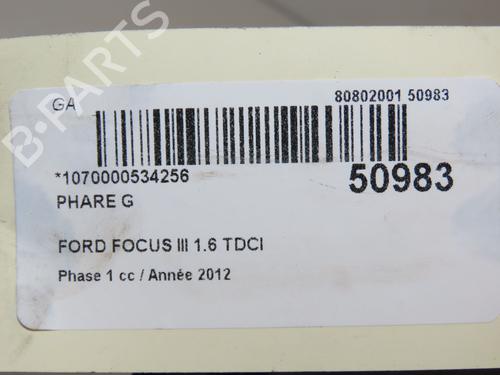 GA
80802001 50983
*1070000534256
50983
PHARE G
FORD FOCUS III 1.6 TDCI
Phase 1 cc / Année 2012
B-PARTS